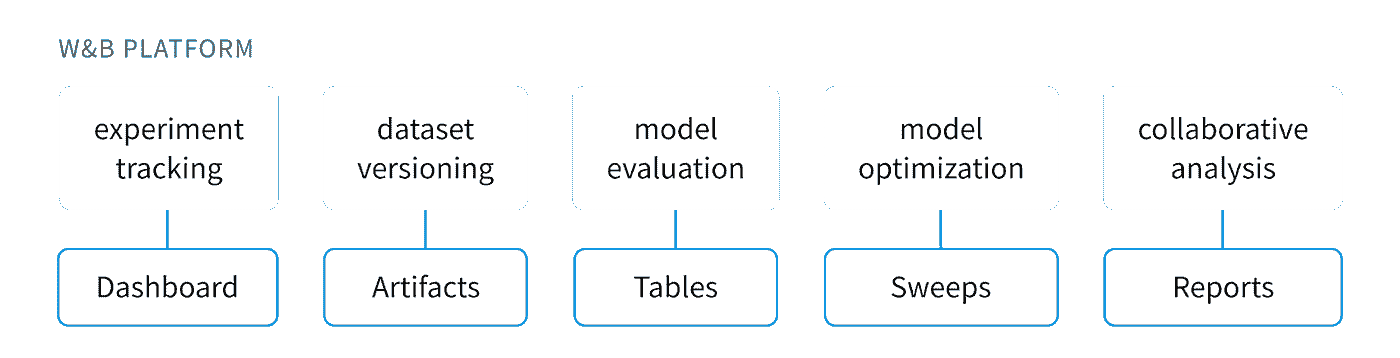 W&B PLATFORM
experiment
tracking
dataset
versioning
model
evaluation
model
optimization
collaborative
analysis
Dashboard
Artifacts
Tables
Sweeps
Reports